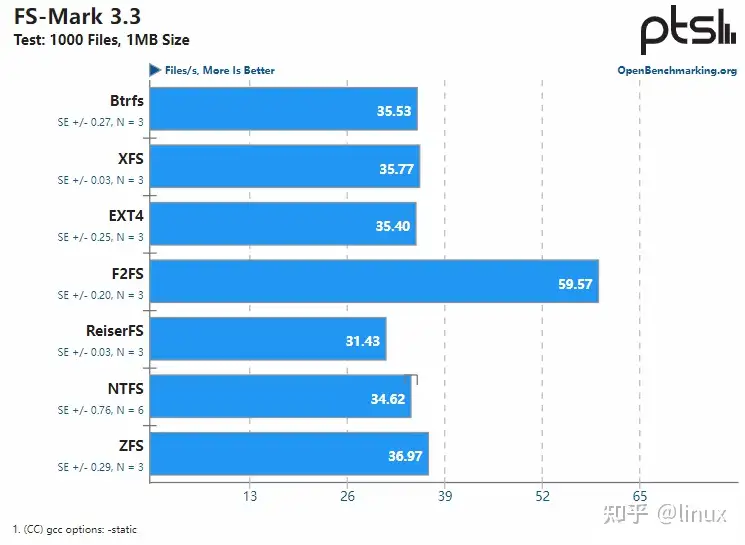 FS-Mark 3.3
Test: 1000 Files, 1MB Size
pts
Files/s, More Is Better
OpenBenchmarking.org
Btrfs
SE +/- 0.27, N = 3
35.53
XFS
SE +/- 0.03, N = 3
35.77
EXT4
SE +/- 0.25, N = 3
35.40
F2FS
SE +/- 0.20, N = 3
59.57
ReiserFS
SE +/- 0.03, N = 3
31.43
NTFS
SE +/- 0.76, N = 6
34.62
ZFS
SE +/- 0.29, N = 3
36.97
13 26 39 52 65
1. (CC) gcc options: -static
知乎 @linux